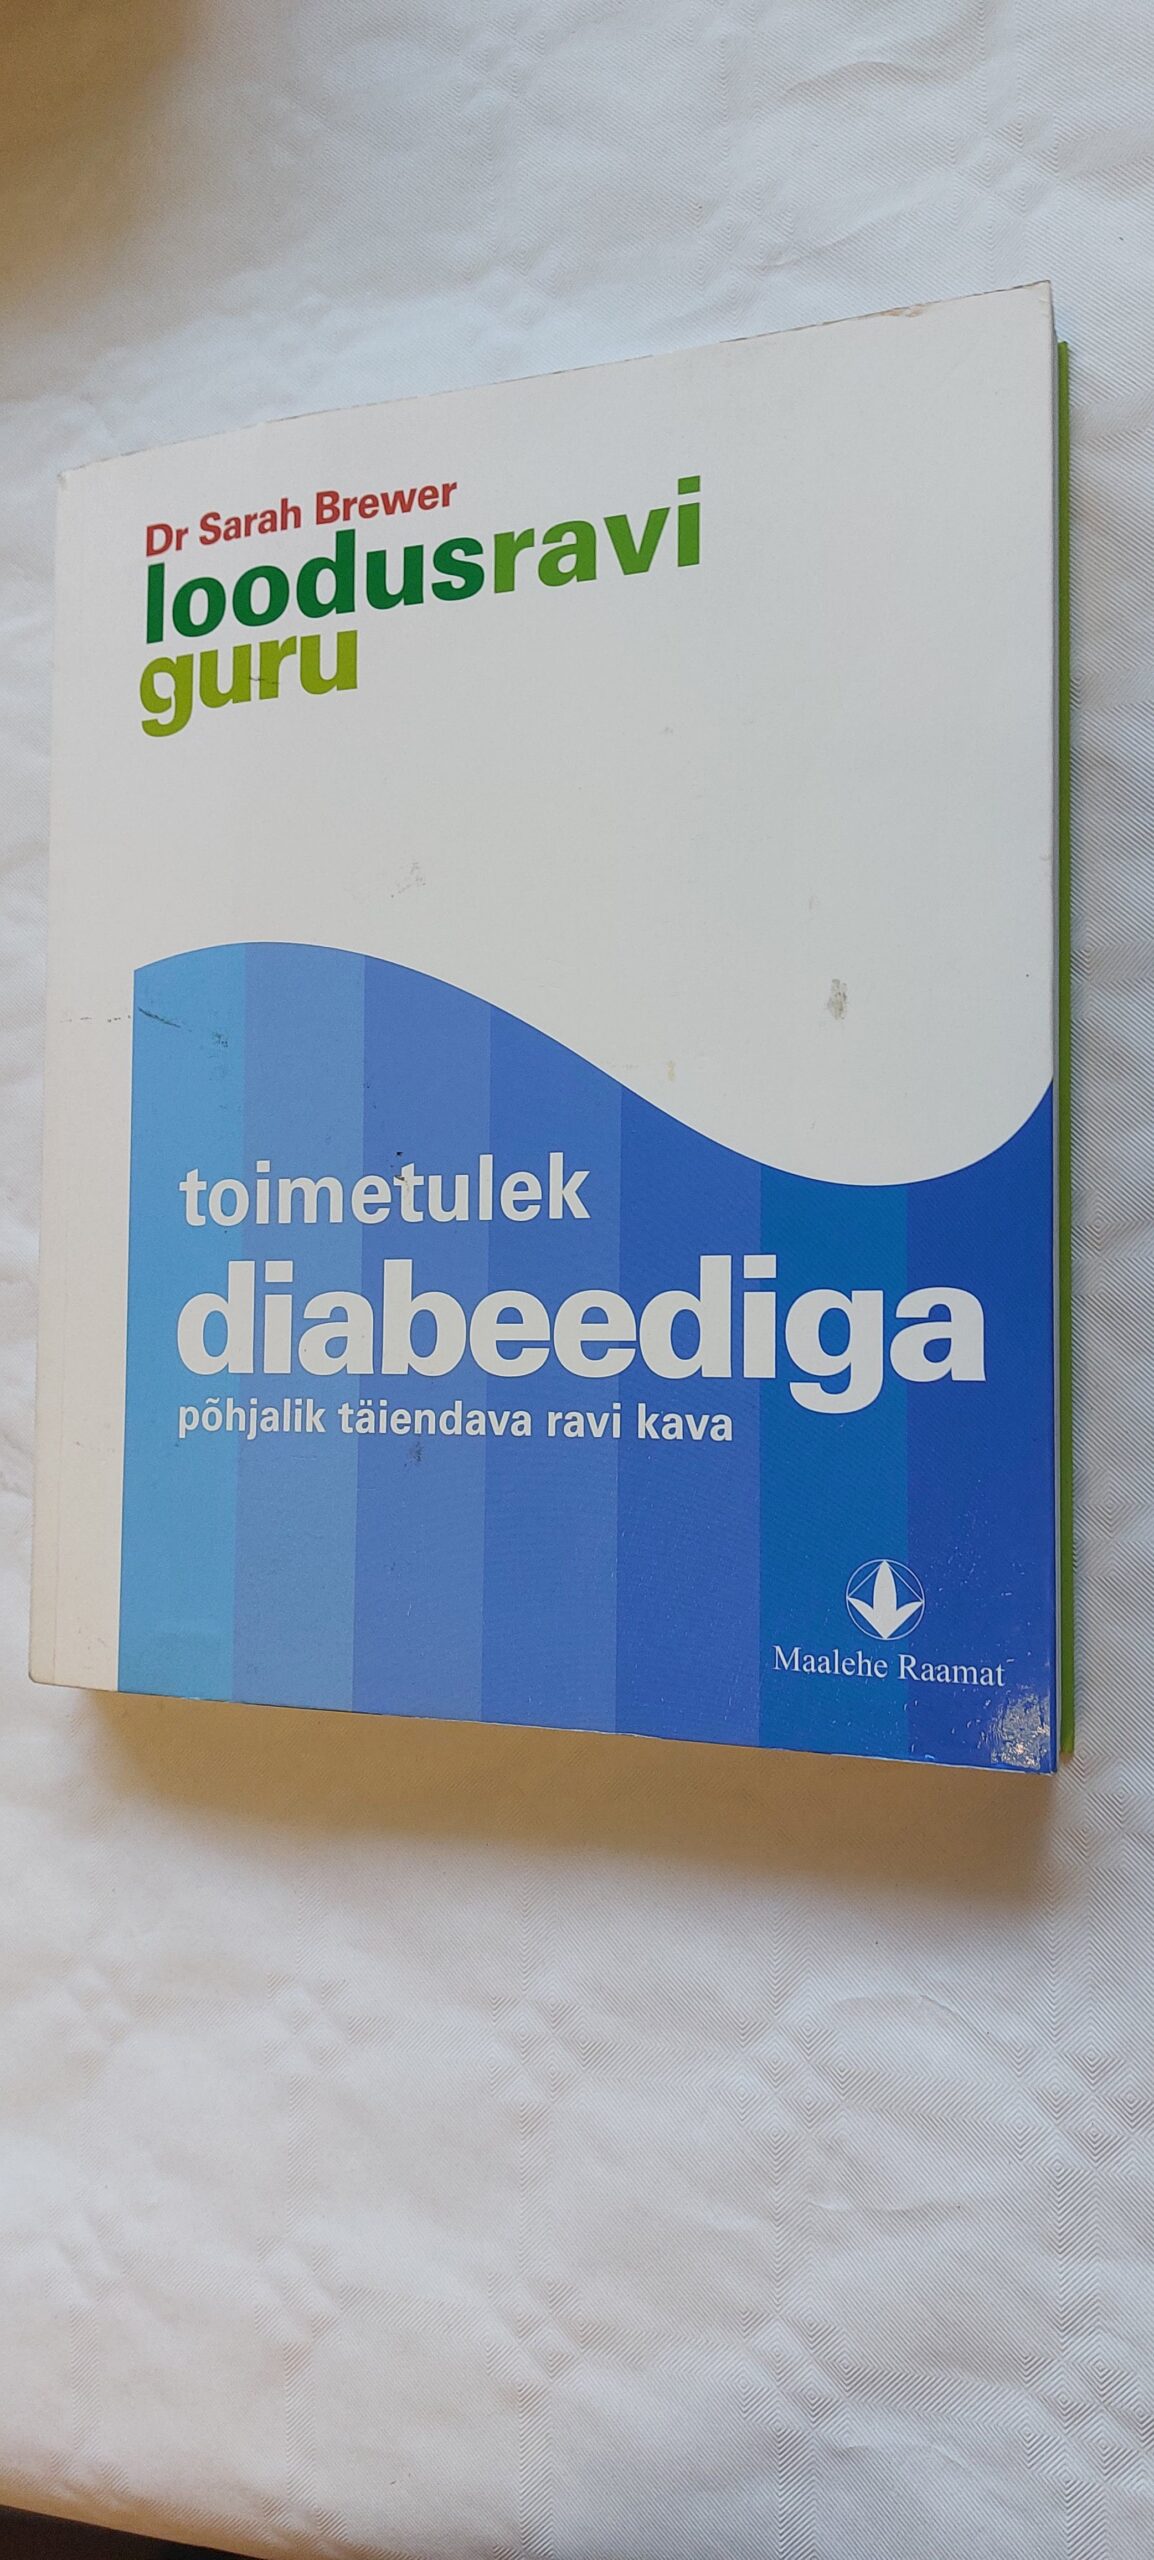 Dr Sarah Brewer
loodusravi
guru
toimetulek
diabeediga
põhjalik täiendava ravi kava
Maalehe Raamat